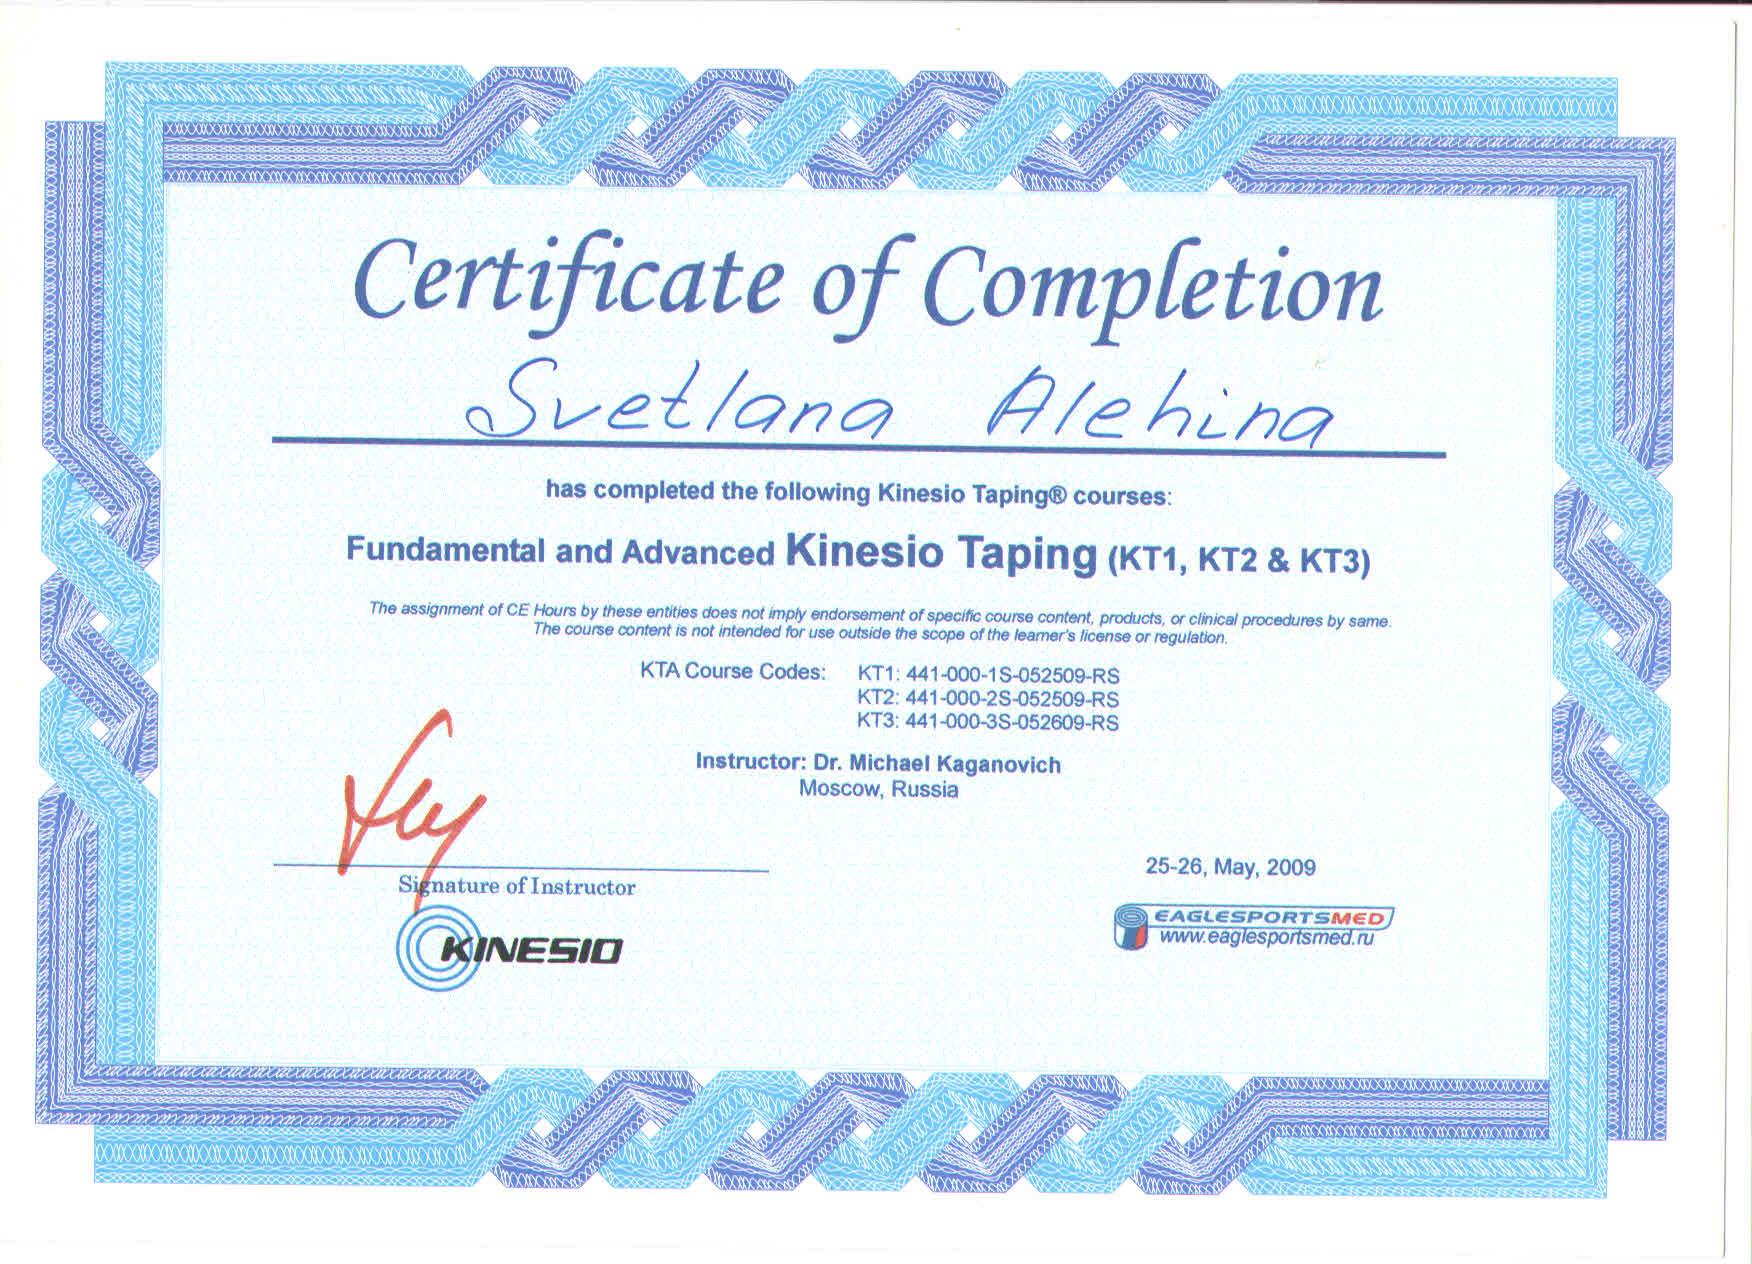 Certificate of Completion
Svetlana Alehina
has completed the following Kinesio Taping® courses:
Fundamental and Advanced Kinesio Taping (KT1, KT2 & KT3)
The assignment of CE Hours by these entities does not imply endorsement of specific course content, products, or clinical procedures by same.
The course content is not intended for use outside the scope of the learner's license or regulation.
KTA Course Codes: KT1: 441-000-1S-052509-RS
KT2: 441-000-2S-052509-RS
KT3: 441-000-3S-052609-RS
Instructor: Dr. Michael Kaganovich
Moscow, Russia
25-26, May, 2009
Signature of Instructor
KINESIO
EAGLESPORTSMED
www.eaglesportsmed.ru